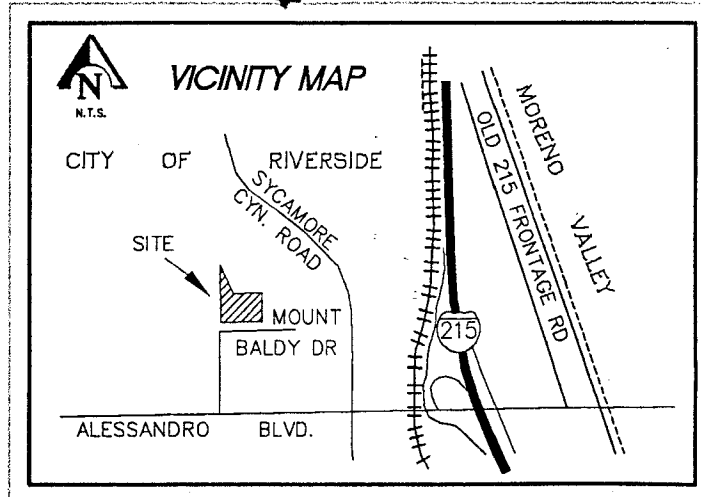 VICINITY MAP
N
N.T.S.
CITY OF RIVERSIDE
SYCAMORE
CYN. ROAD
SITE
MOUNT
BALDY DR
ALESSANDRO BLVD.
215
OLD 215 FRONTAGE RD
MORENO
VALLEY